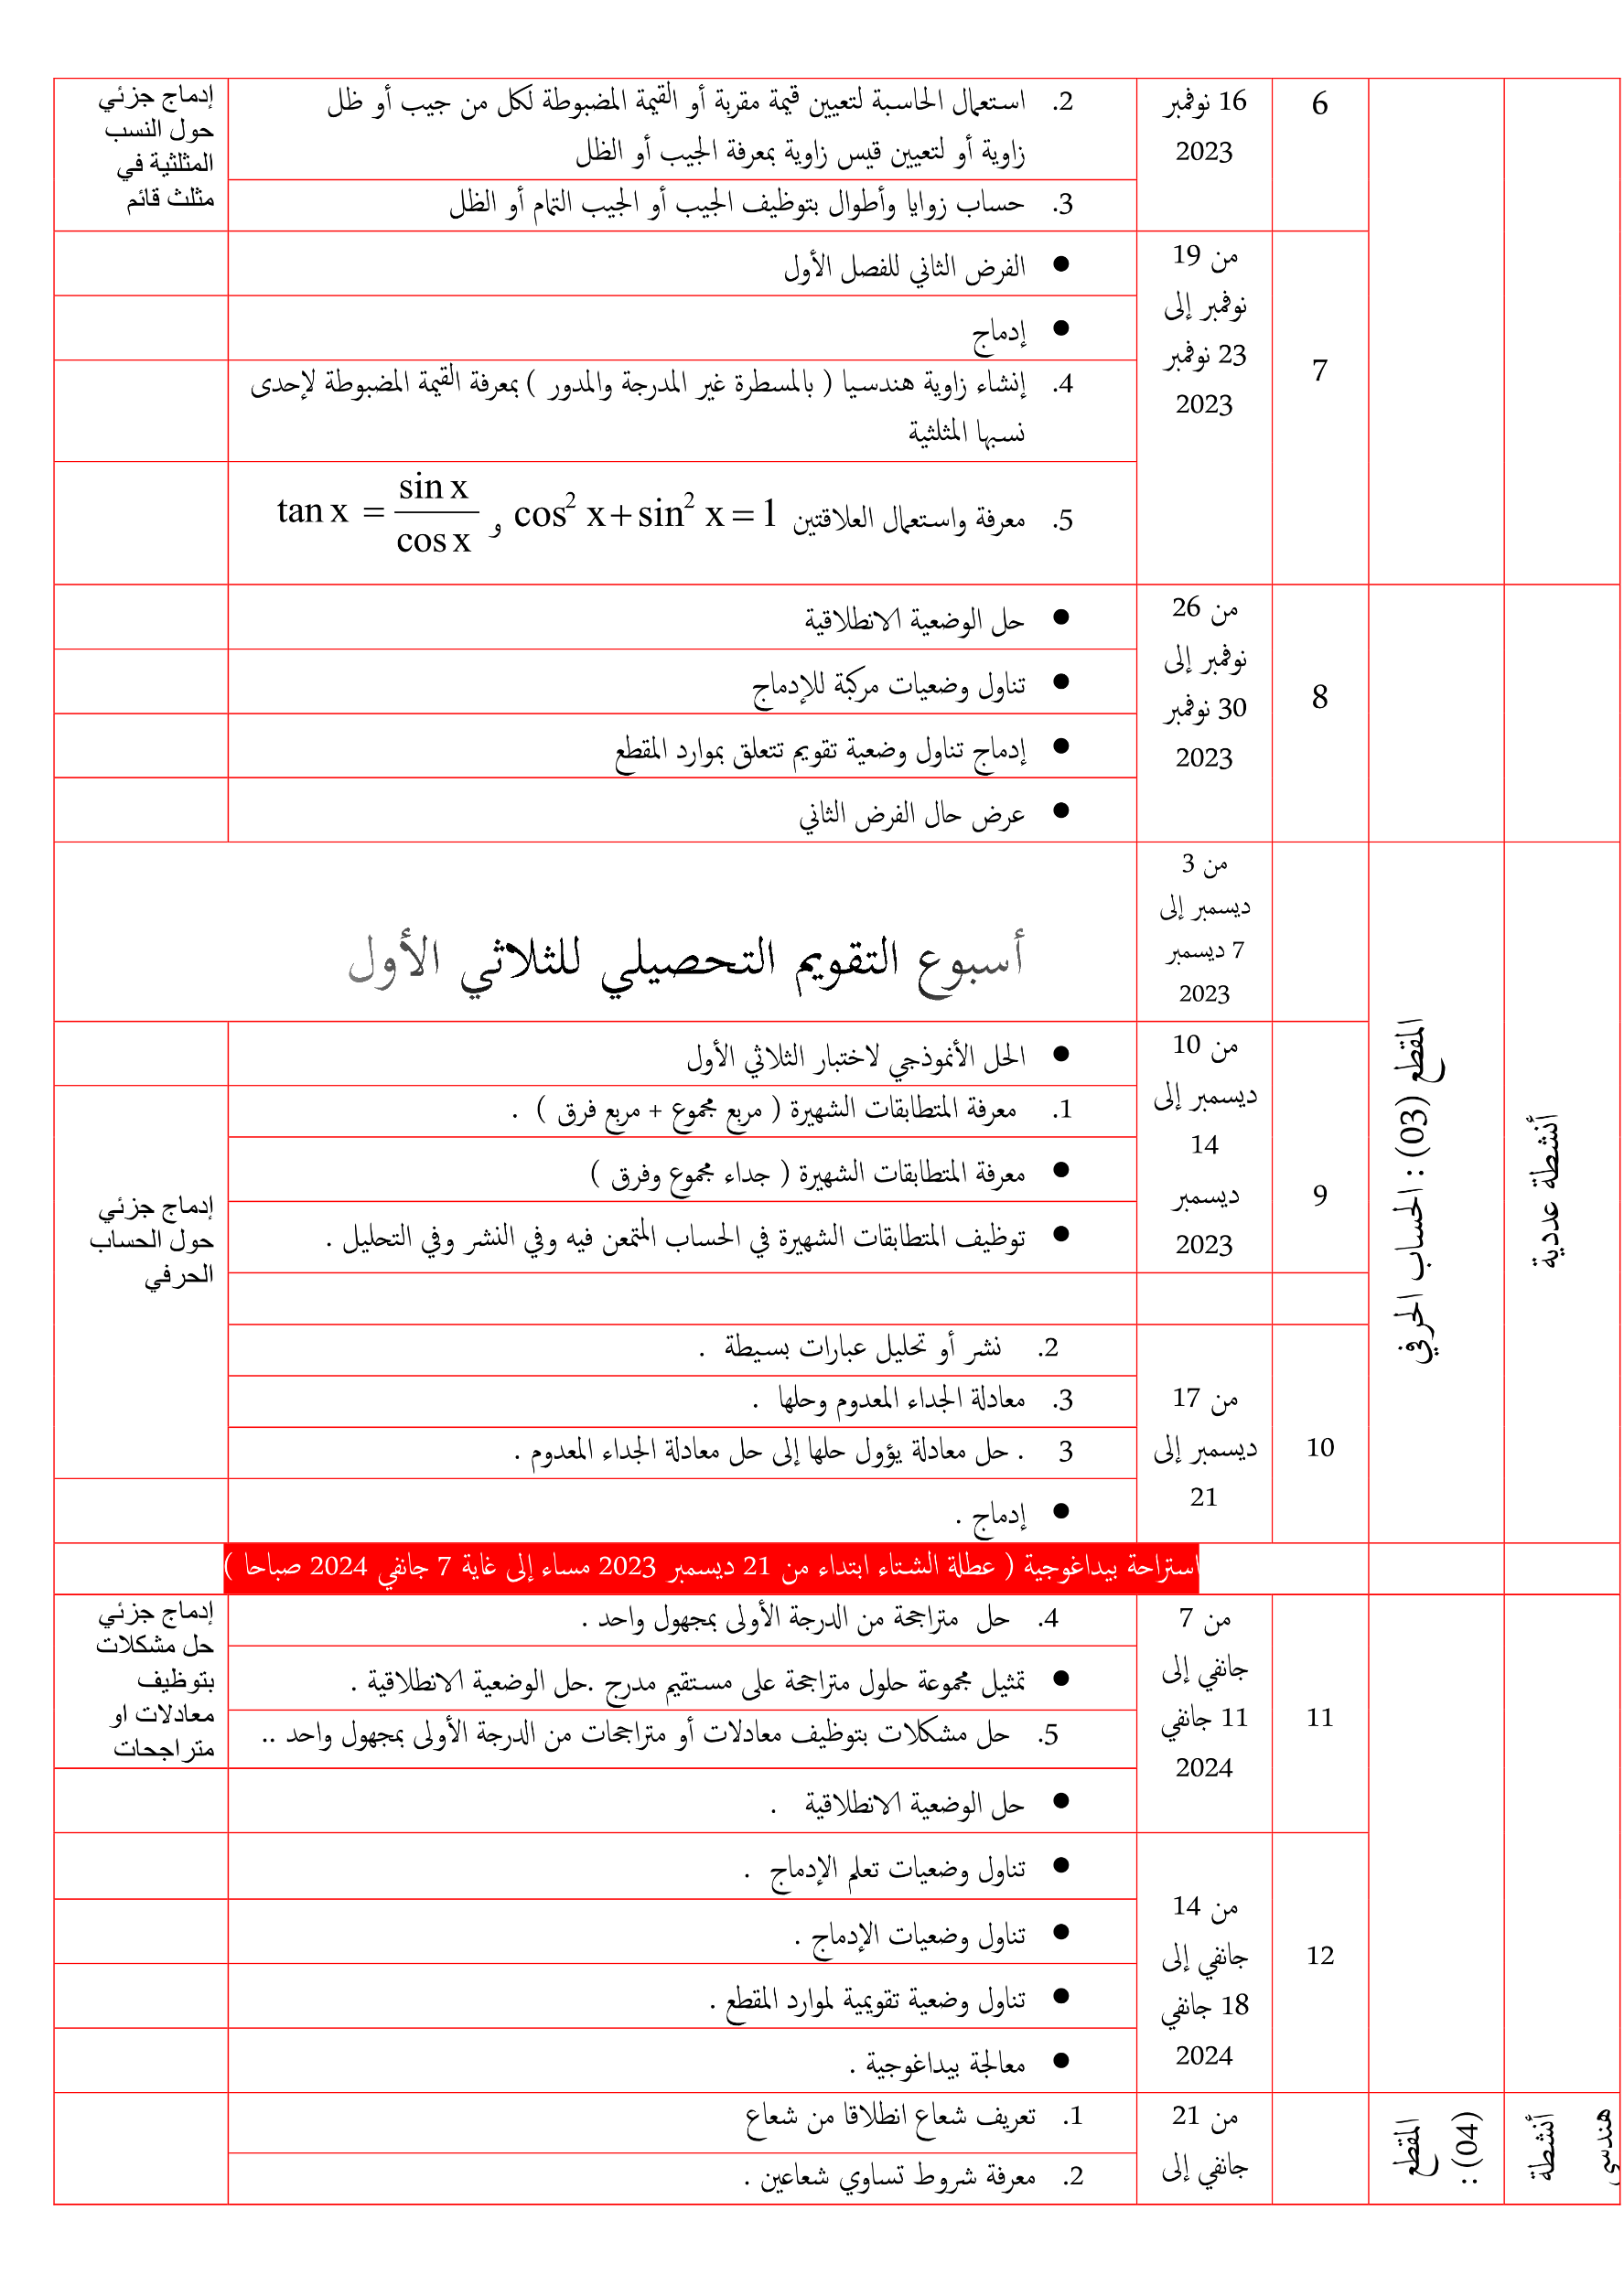 6
16 نوفمبر
2023
2. استعمال الحاسبة لتعيين قيمة مقربة أو القيمة المضبوطة لكل من جيب أو ظل
زاوية أو لتعيين قيس زاوية بمعرفة الجيب أو الظل
3. حساب زوايا وأطوال بتوظيف الجيب أو الجيب التمام أو الظل
إدماج جزئي
حول النسب
المثلثية في
مثلث قائم
7
من 19
نوفمبر إلى
23 نوفمبر
2023
● الفرض الثاني للفصل الأول
● إدماج
4. إنشاء زاوية هندسيا ( بالمسطرة غير المدرجة والمدور ) بمعرفة القيمة المضبوطة لإحدى
نسبها المثلثية
5. معرفة واستعمال العلاقتين cos² x + sin² x = 1 و tan x = sin x / cos x
8
من 26
نوفمبر إلى
30 نوفمبر
2023
● حل الوضعية الانطلاقية
● تناول وضعيات مركبة للإدماج
● إدماج تناول وضعية تقويم تتعلق بموارد المقطع
● عرض حال الفرض الثاني
أنشطة عددية
المقطع (03) : الحساب الحرفي
من 3
ديسمبر إلى
7 ديسمبر
2023
أسبوع التقويم التحصيلي للثلاثي الأول
9
من 10
ديسمبر إلى
14
ديسمبر
2023
● الحل الأنموذجي لاختبار الثلاثي الأول
1. معرفة المتطابقات الشهيرة ( مربع مجموع + مربع فرق ) .
● معرفة المتطابقات الشهيرة ( جداء مجموع وفرق )
● توظيف المتطابقات الشهيرة في الحساب المتمعن فيه وفي النشر وفي التحليل .
إدماج جزئي
حول الحساب
الحرفي
10
من 17
ديسمبر إلى
21
2. نشر أو تحليل عبارات بسيطة .
3. معادلة الجداء المعدوم وحلها .
3 . حل معادلة يؤول حلها إلى حل معادلة الجداء المعدوم .
● إدماج .
استراحة بيداغوجية ( عطلة الشتاء ابتداء من 21 ديسمبر 2023 مساء إلى غاية 7 جانفي 2024 صباحا )
11
من 7
جانفي إلى
11 جانفي
2024
4. حل متراجحة من الدرجة الأولى بمجهول واحد .
● تمثيل مجموعة حلول متراجحة على مستقيم مدرج .حل الوضعية الانطلاقية .
5. حل مشكلات بتوظيف معادلات أو متراجحات من الدرجة الأولى بمجهول واحد ..
● حل الوضعية الانطلاقية .
إدماج جزئي
حل مشكلات
بتوظيف
معادلات او
متراجحات
12
من 14
جانفي إلى
18 جانفي
2024
● تناول وضعيات تعلم الإدماج .
● تناول وضعيات الإدماج .
● تناول وضعية تقويمية لموارد المقطع .
● معالجة بيداغوجية .
أنشطة
هندسي
المقطع
(04) :
من 21
جانفي إلى
1. تعريف شعاع انطلاقا من شعاع
2. معرفة شروط تساوي شعاعين .